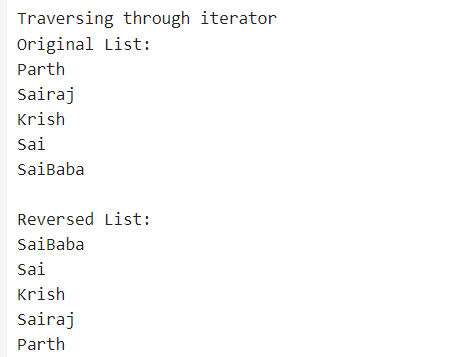 Traversing through iterator
Original List:
Parth
Sairaj
Krish
Sai
SaiBaba
Reversed List:
SaiBaba
Sai
Krish
Sairaj
Parth